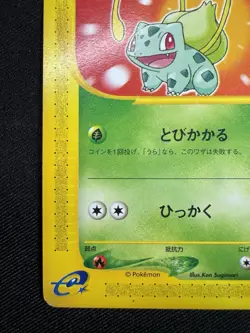 とびかかる
コインを1回投げ、「うら」なら、このワザは失敗する。
ひっかく
弱点 抵抗力 にげ
© Pokémon Illus. Ken Sugimori
e